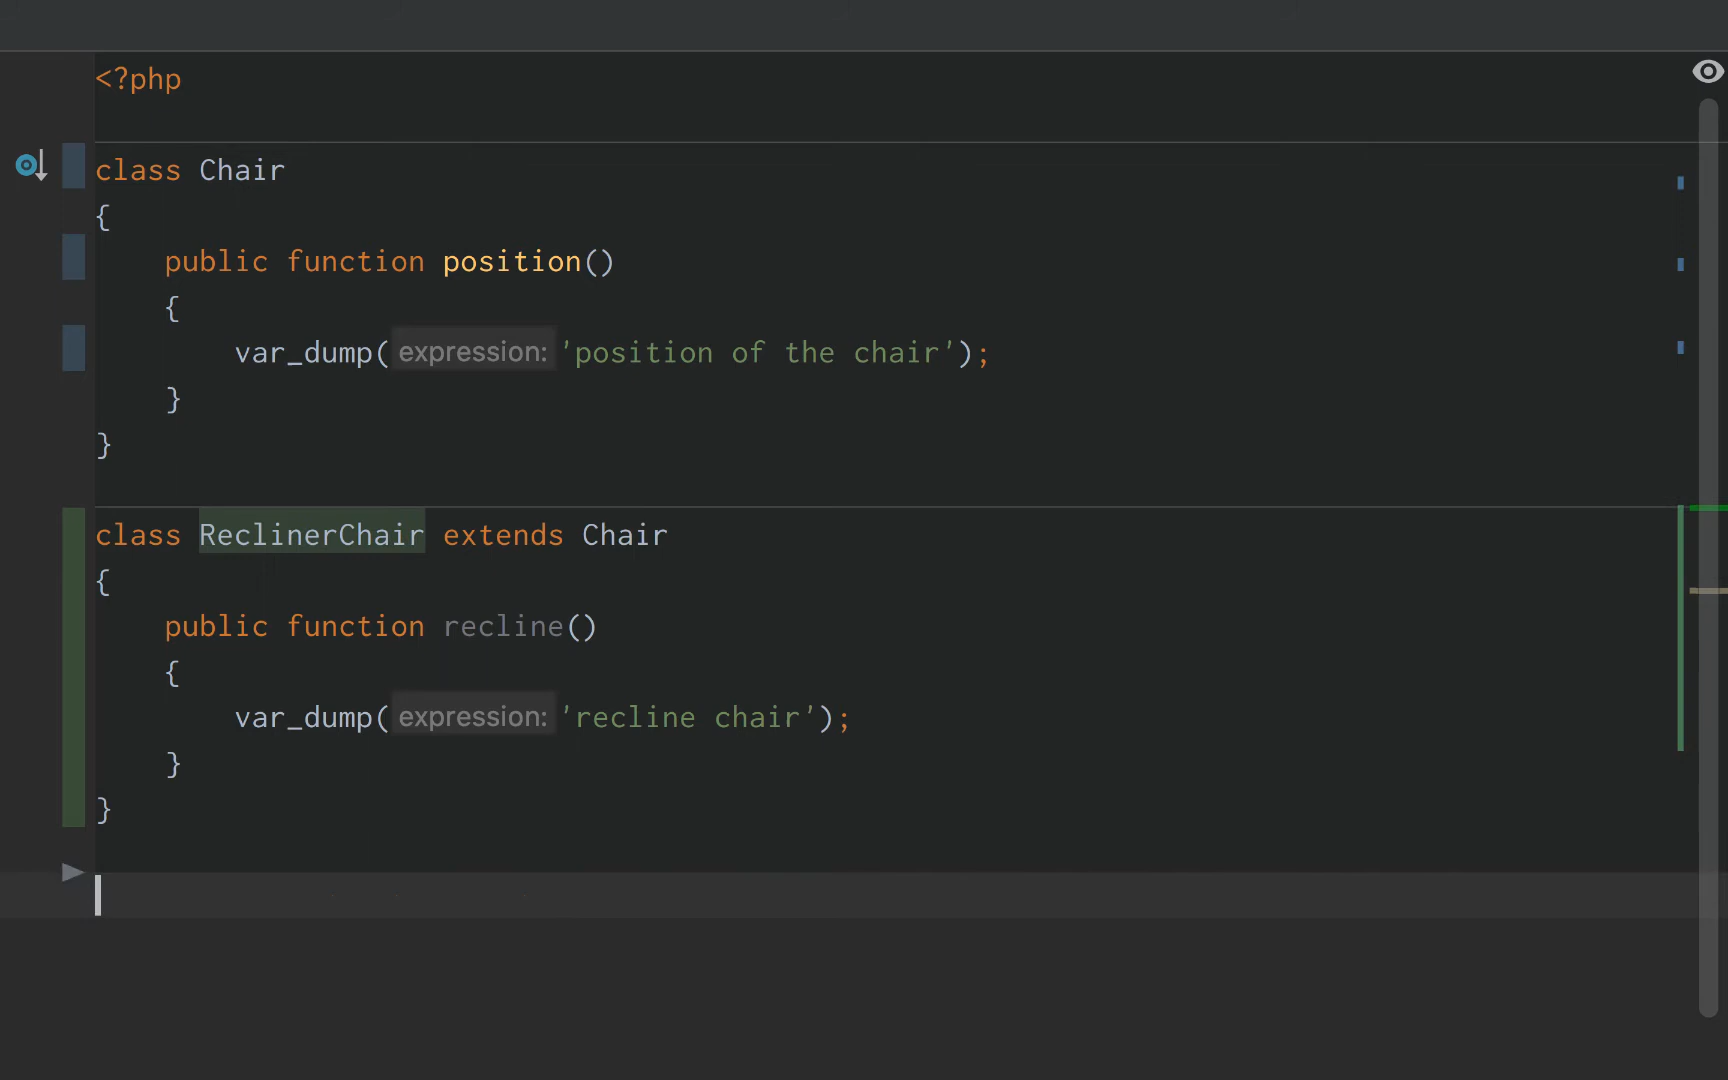 <?php
class Chair
{
public function position()
{
var_dump( expression: 'position of the chair');
}
}
class ReclinerChair extends Chair
{
public function recline()
{
var_dump( expression: 'recline chair');
}
}